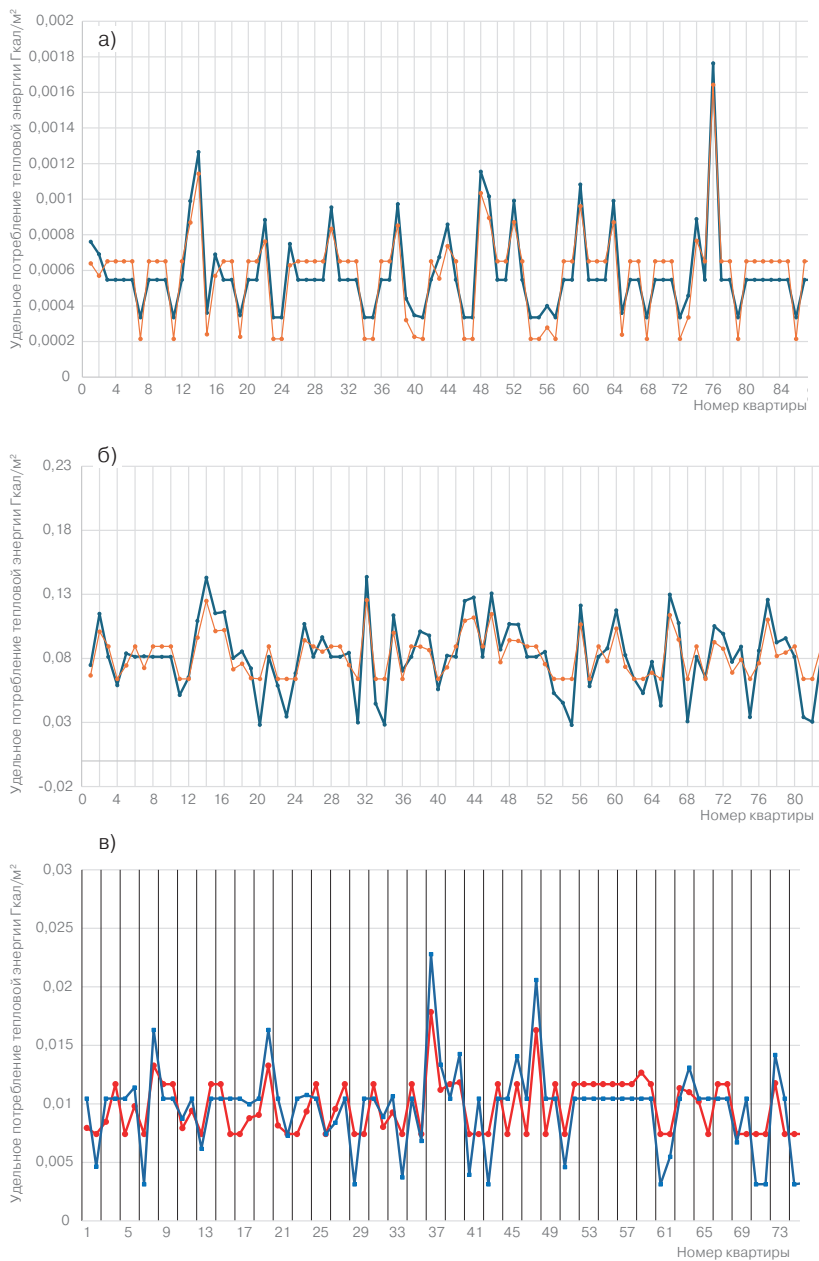 а)
Удельное потребление тепловой энергии Гкал/м²
0,002
0,0018
0,0016
0,0014
0,0012
0,001
0,0008
0,0006
0,0004
0,0002
0
0 4 8 12 16 20 24 28 32 36 40 44 48 52 56 60 64 68 72 76 80 84
Номер квартиры
б)
Удельное потребление тепловой энергии Гкал/м²
0,23
0,18
0,13
0,08
0,03
-0,02
0 4 8 12 16 20 24 28 32 36 40 44 48 52 56 60 64 68 72 76 80
Номер квартиры
в)
Удельное потребление тепловой энергии Гкал/м²
0,03
0,025
0,02
0,015
0,01
0,005
0
1 5 9 13 17 21 25 29 33 37 41 45 49 53 57 61 65 69 73
Номер квартиры